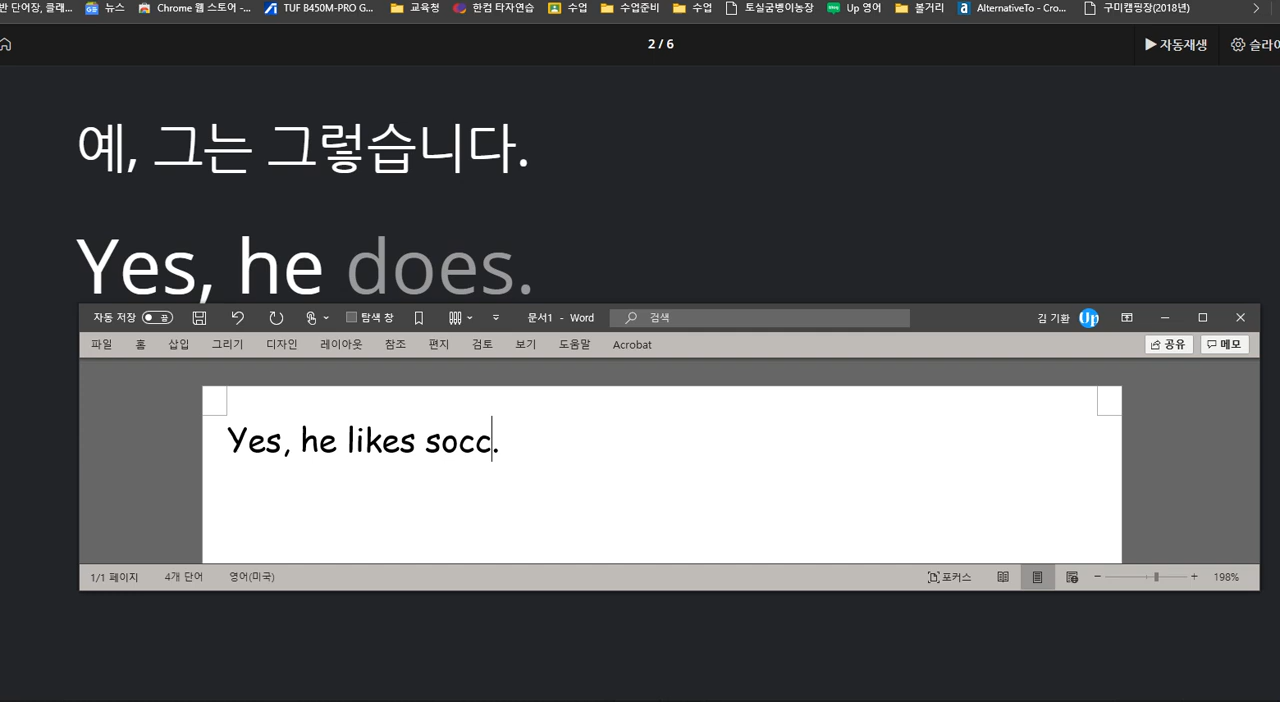 반 단어장, 클래... 뉴스 Chrome 웹 스토어-... TUF B450M-PRO G... 교육청 한컴 타자연습 수업 수업준비 수업 토실굼벵이농장 Up 영어 볼거리 AlternativeTo - Cro... 구미캠핑장(2018년)
2 / 6 자동재생 슬라이
예, 그는 그렇습니다.
Yes, he does.
자동 저장 끔 탐색 창 문서1 - Word 검색 김 기환 Up
파일 홈 삽입 그리기 디자인 레이아웃 참조 편지 검토 보기 도움말 Acrobat 공유 메모
Yes, he likes socc.
1/1 페이지 4개 단어 영어(미국) 포커스 198%